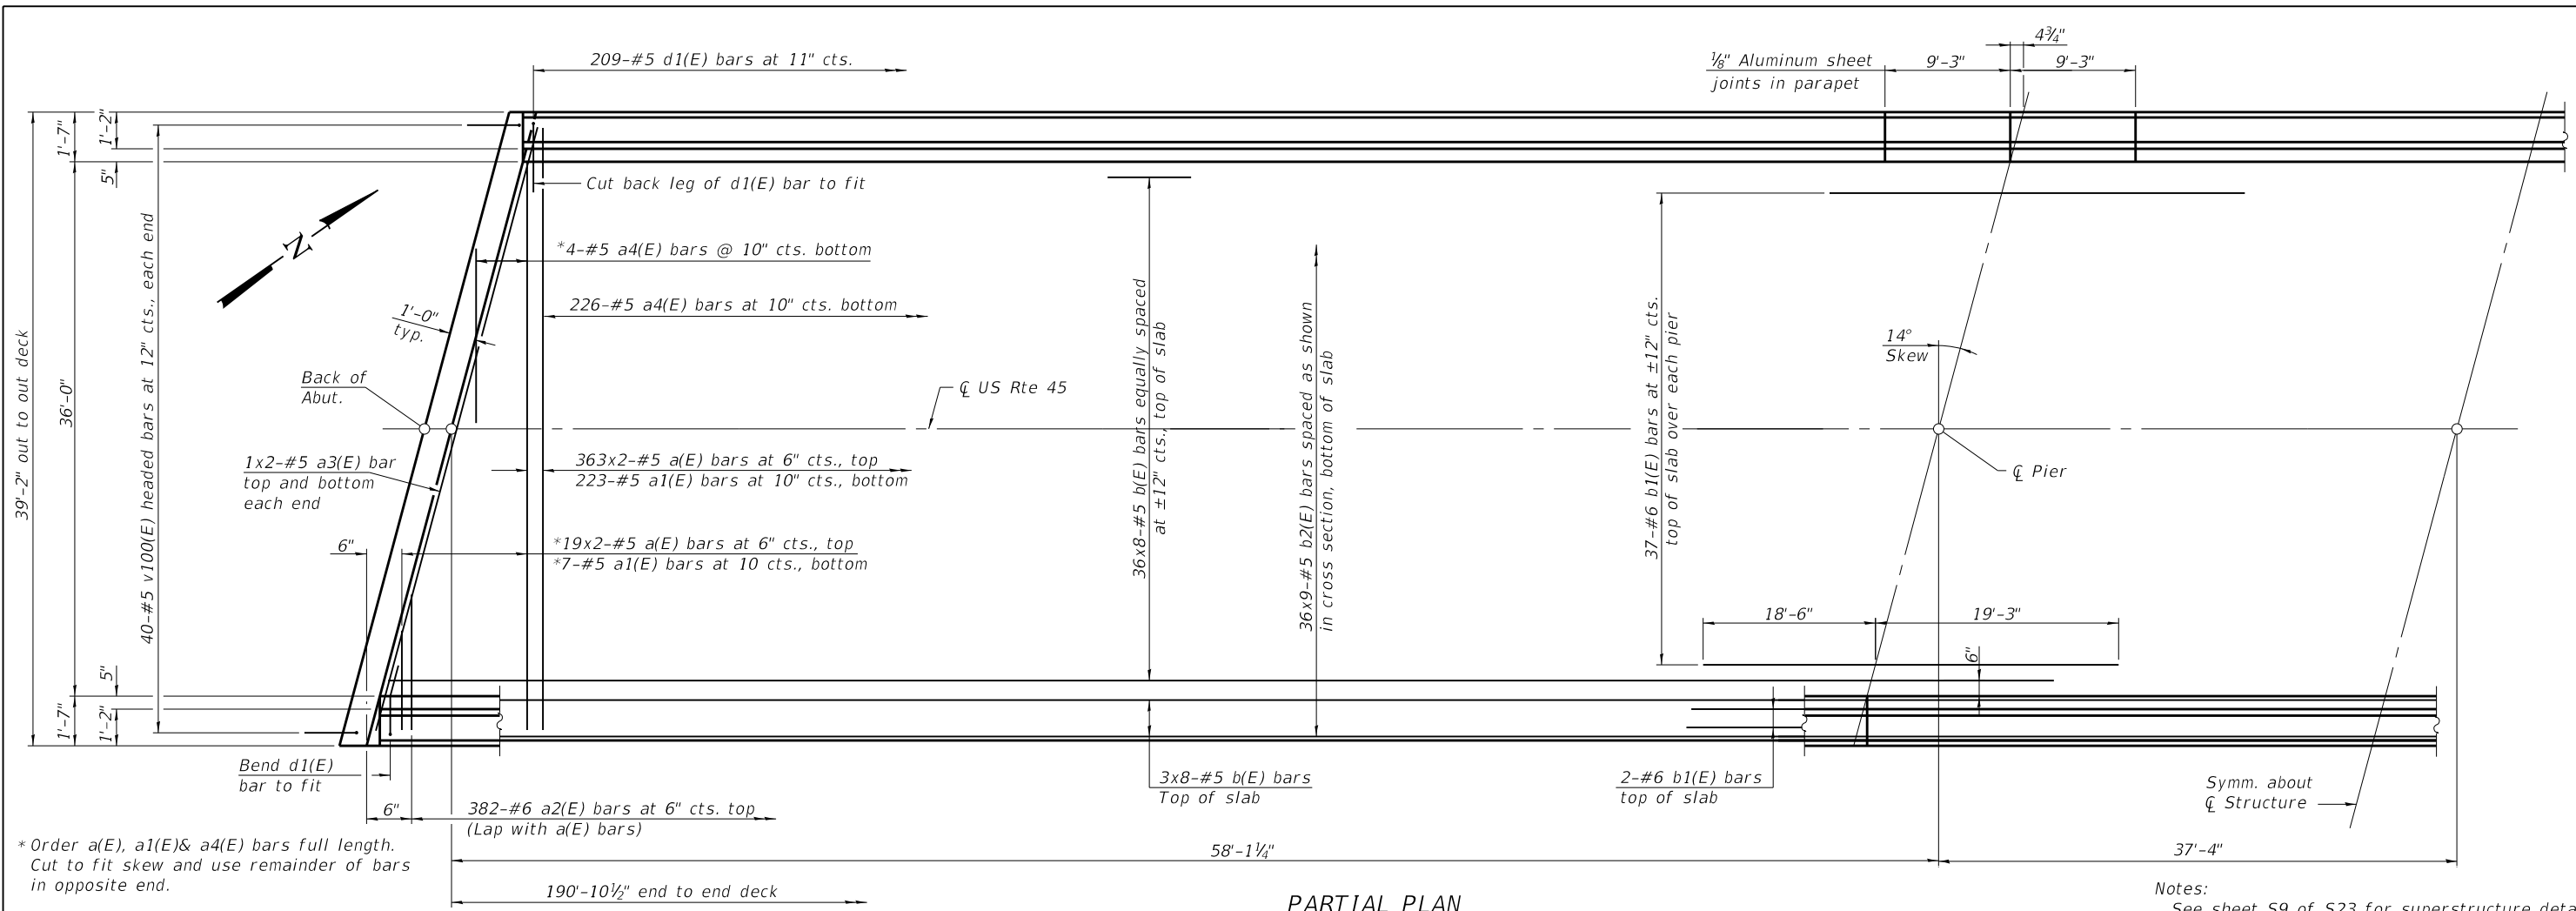 209-#5 d1(E) bars at 11" cts.
4¾"
⅛" Aluminum sheet
joints in parapet
9'-3"
9'-3"
1'-7"
1'-2"
5"
Cut back leg of d1(E) bar to fit
N
*4-#5 a4(E) bars @ 10" cts. bottom
226-#5 a4(E) bars at 10" cts. bottom
1'-0"
typ.
39'-2" out to out deck
36'-0"
40-#5 v100(E) headed bars at 12" cts., each end
Back of
Abut.
℄ US Rte 45
14°
Skew
℄ Pier
1x2-#5 a3(E) bar
top and bottom
each end
363x2-#5 a(E) bars at 6" cts., top
223-#5 a1(E) bars at 10" cts., bottom
36x8-#5 b(E) bars equally spaced
at ±12" cts., top of slab
36x9-#5 b2(E) bars spaced as shown
in cross section, bottom of slab
37-#6 b1(E) bars at ±12" cts.
top of slab over each pier
6"
*19x2-#5 a(E) bars at 6" cts., top
*7-#5 a1(E) bars at 10 cts., bottom
18'-6"
19'-3"
6"
5"
1'-7"
1'-2"
Bend d1(E)
bar to fit
6"
382-#6 a2(E) bars at 6" cts. top
(Lap with a(E) bars)
3x8-#5 b(E) bars
Top of slab
2-#6 b1(E) bars
top of slab
Symm. about
℄ Structure
* Order a(E), a1(E)& a4(E) bars full length.
Cut to fit skew and use remainder of bars
in opposite end.
58'-1¼"
37'-4"
190'-10½" end to end deck
PARTIAL PLAN
Notes:
See sheet S9 of S23 for superstructure deta